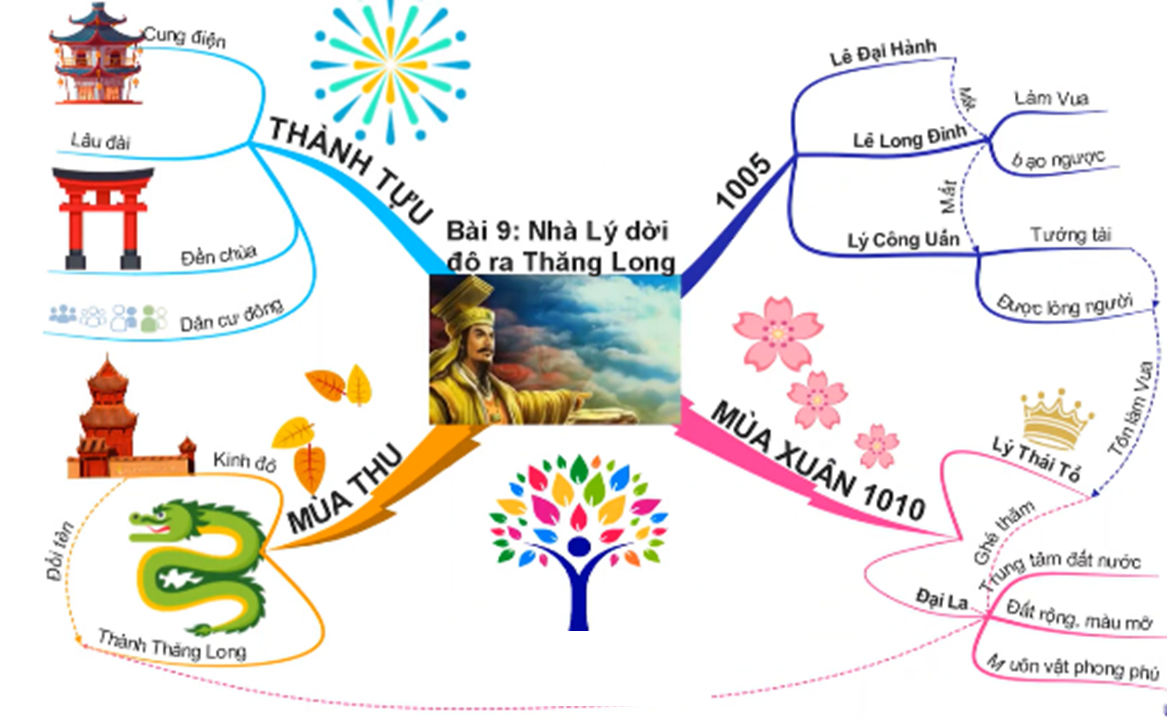 Bài 9: Nhà Lý dời
đô ra Thăng Long
1005
Lê Đại Hành
Mất
Lê Long Đỉnh
Làm Vua
bạo ngược
Mất
Lý Công Uẩn
Tướng tài
Được lòng người
Tôn làm Vua
MÙA XUÂN 1010
Lý Thái Tổ
Ghé thăm
Đại La
Trung tâm đất nước
Đất rộng, màu mỡ
Muôn vật phong phú
MÙA THU
Kinh đô
Đổi tên
Thành Thăng Long
THÀNH TỰU
Cung điện
Lâu đài
Đền chùa
Dân cư đông